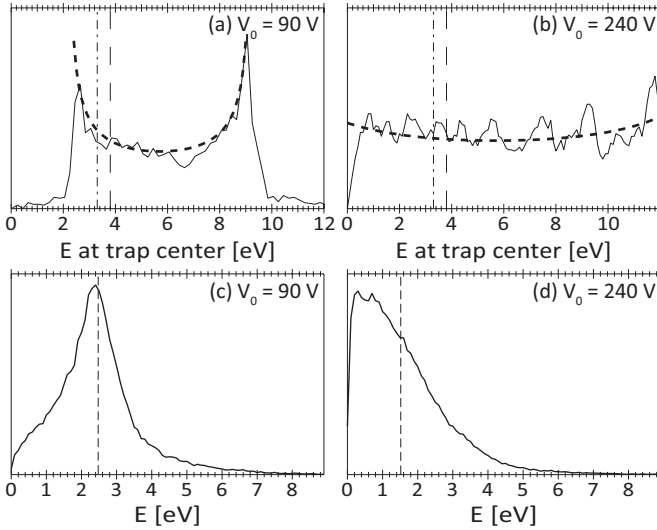 (a) V₀ = 90 V
(b) V₀ = 240 V
0 2 4 6 8 10 12
0 2 4 6 8 10
E at trap center [eV]
E at trap center [eV]
(c) V₀ = 90 V
(d) V₀ = 240 V
0 1 2 3 4 5 6 7 8
0 1 2 3 4 5 6 7 8
E [eV]
E [eV]